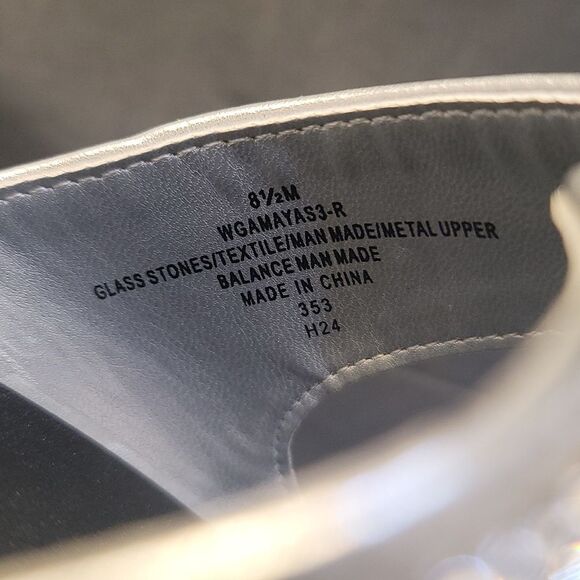 8½M
WGAMAYAS3-R
GLASS STONES/TEXTILE/MAN MADE/METAL UPPER
BALANCE MAN MADE
MADE IN CHINA
353
H24